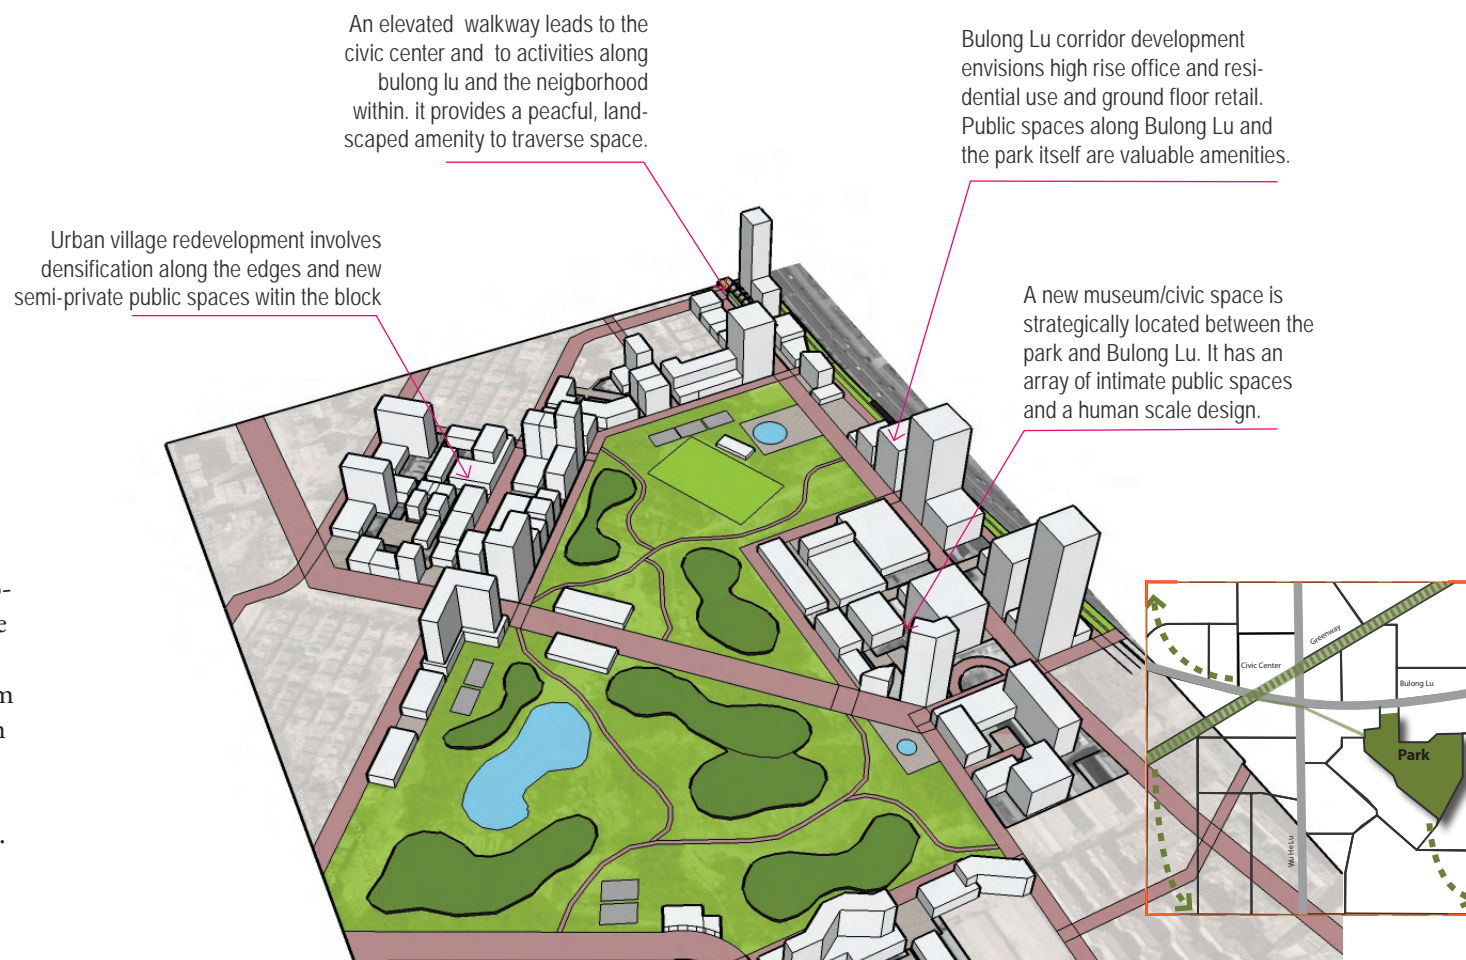 An elevated  walkway leads to the
civic center and  to activities along
bulong lu and the neigborhood
within. it provides a peacful, land-
scaped amenity to traverse space.
Bulong Lu corridor development
envisions high rise office and resi-
dential use and ground floor retail.
Public spaces along Bulong Lu and
the park itself are valuable amenities.
Urban village redevelopment involves
densification along the edges and new
semi-private public spaces witin the block
A new museum/civic space is
strategically located between the
park and Bulong Lu. It has an
array of intimate public spaces
and a human scale design.
Greenway
Civic Center
Bulong Lu
Park
Wu He Lu